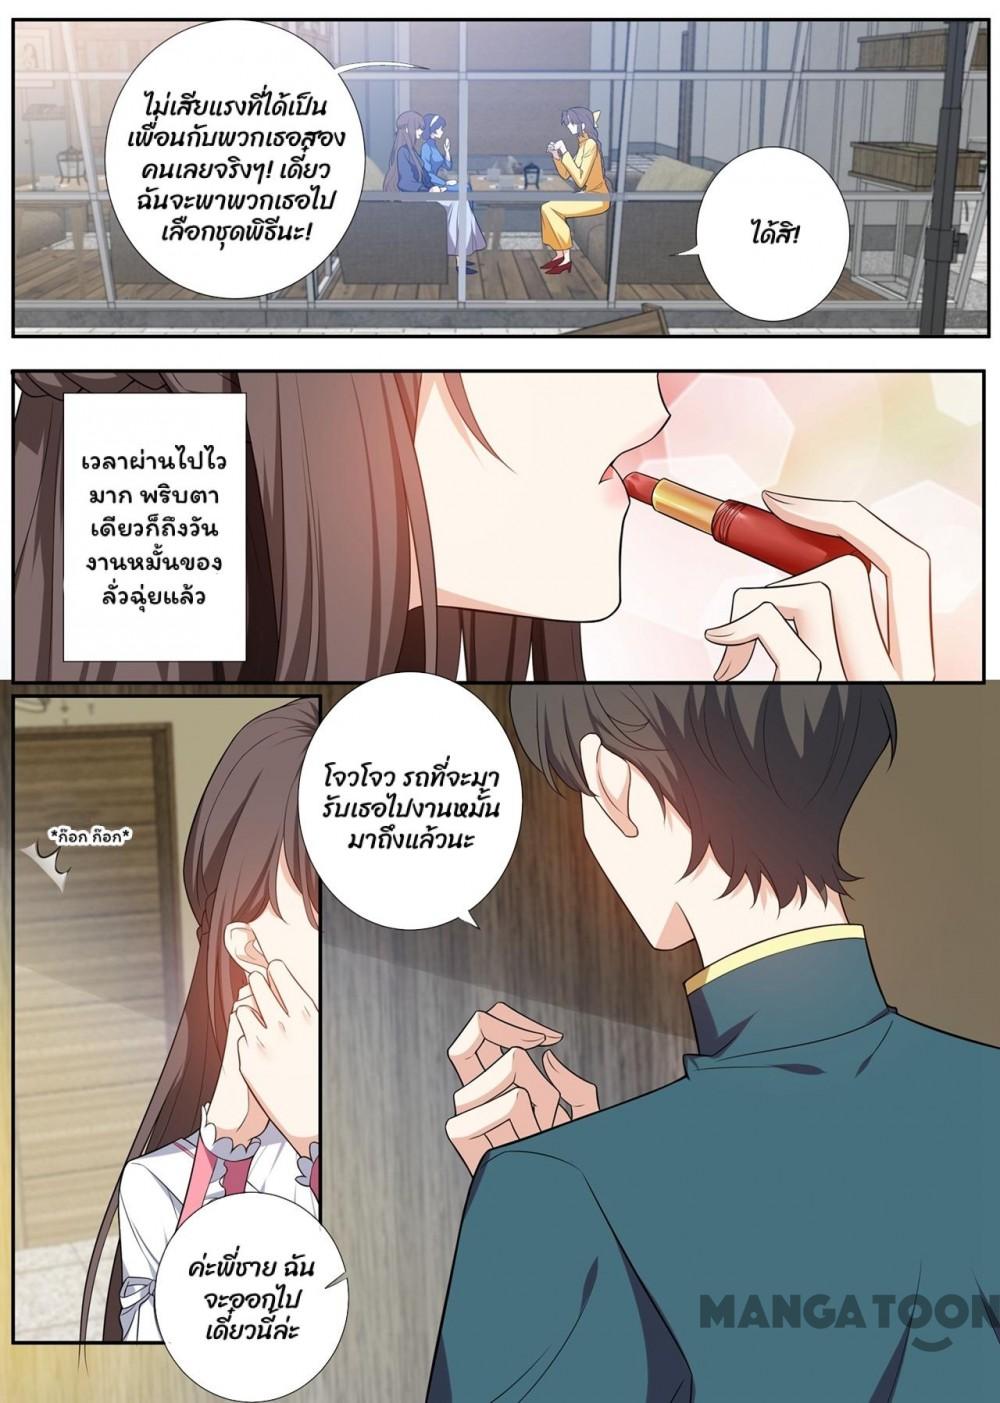 ไม่เสียแรงที่ได้เป็น
เพื่อนกับพวกเธอสอง
คนเลยจริงๆ! เดี๋ยว
ฉันจะพาพวกเธอไป
เลือกชุดพิธีนะ!
ได้สิ!
เวลาผ่านไปไว
มาก พริบตา
เดียวก็ถึงวัน
งานหมั้นของ
ลั่วฉุ่ยแล้ว
*ก๊อก ก๊อก*
โจวโจว รถที่จะมา
รับเธอไปงานหมั้น
มาถึงแล้วนะ
ค่ะพี่ชาย ฉัน
จะออกไป
เดี๋ยวนี้ล่ะ
MANGATOON